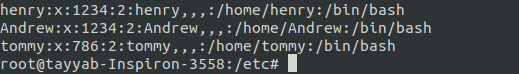 henry:x:1234:2:henry,,,:/home/henry:/bin/bash
Andrew:x:1234:2:Andrew,,,:/home/Andrew:/bin/bash
tommy:x:786:2:tommy,,,:/home/tommy:/bin/bash
root@tayyab-Inspiron-3558:/etc#